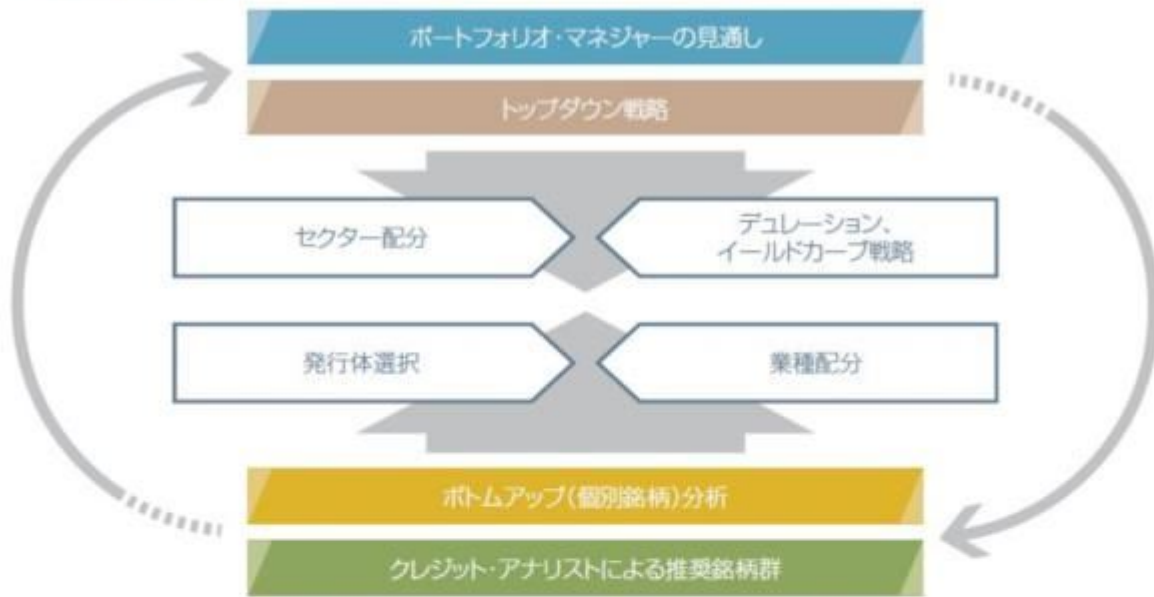 ポートフォリオ・マネジャーの見通し
トップダウン戦略
セクター配分
デュレーション、
イールドカーブ戦略
発行体選択
業種配分
ボトムアップ(個別銘柄)分析
クレジット・アナリストによる推奨銘柄群